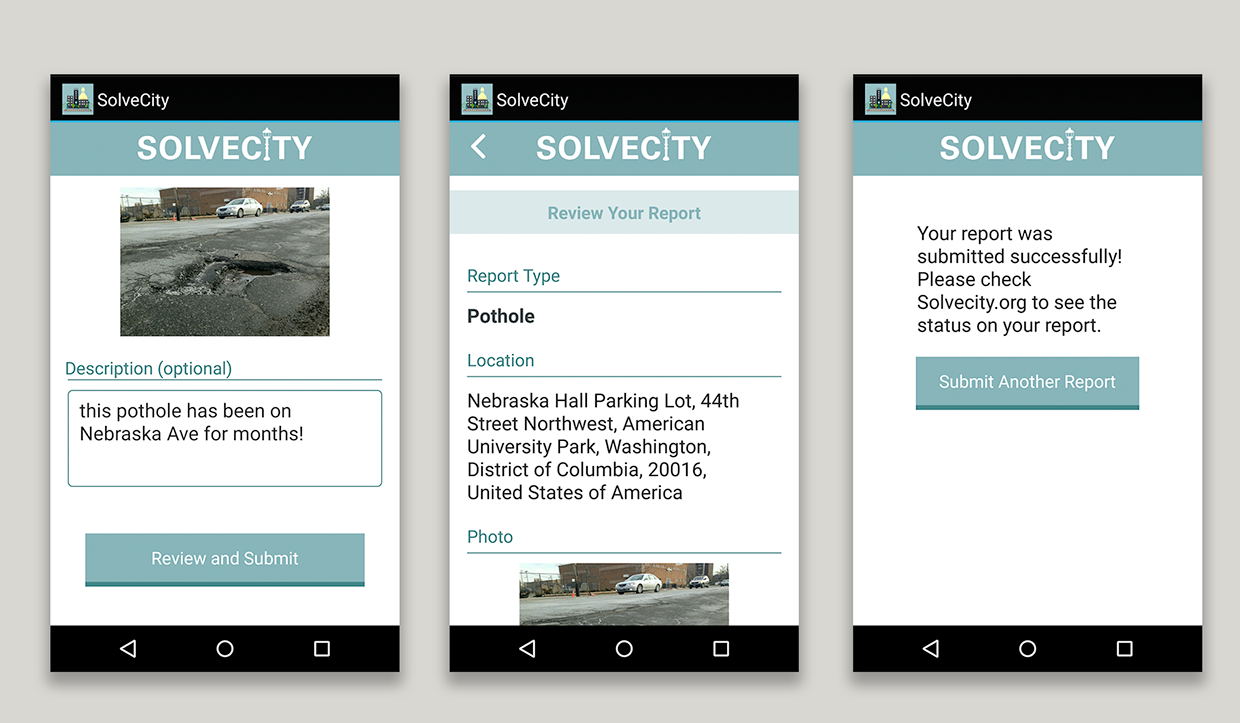 SolveCity
SOLVECITY
Description (optional)
this pothole has been on
Nebraska Ave for months!
Review and Submit
SolveCity
SOLVECITY
Review Your Report
Report Type
Pothole
Location
Nebraska Hall Parking Lot, 44th
Street Northwest, American
University Park, Washington,
District of Columbia, 20016,
United States of America
Photo
SolveCity
SOLVECITY
Your report was
submitted successfully!
Please check
Solvecity.org to see the
status on your report.
Submit Another Report